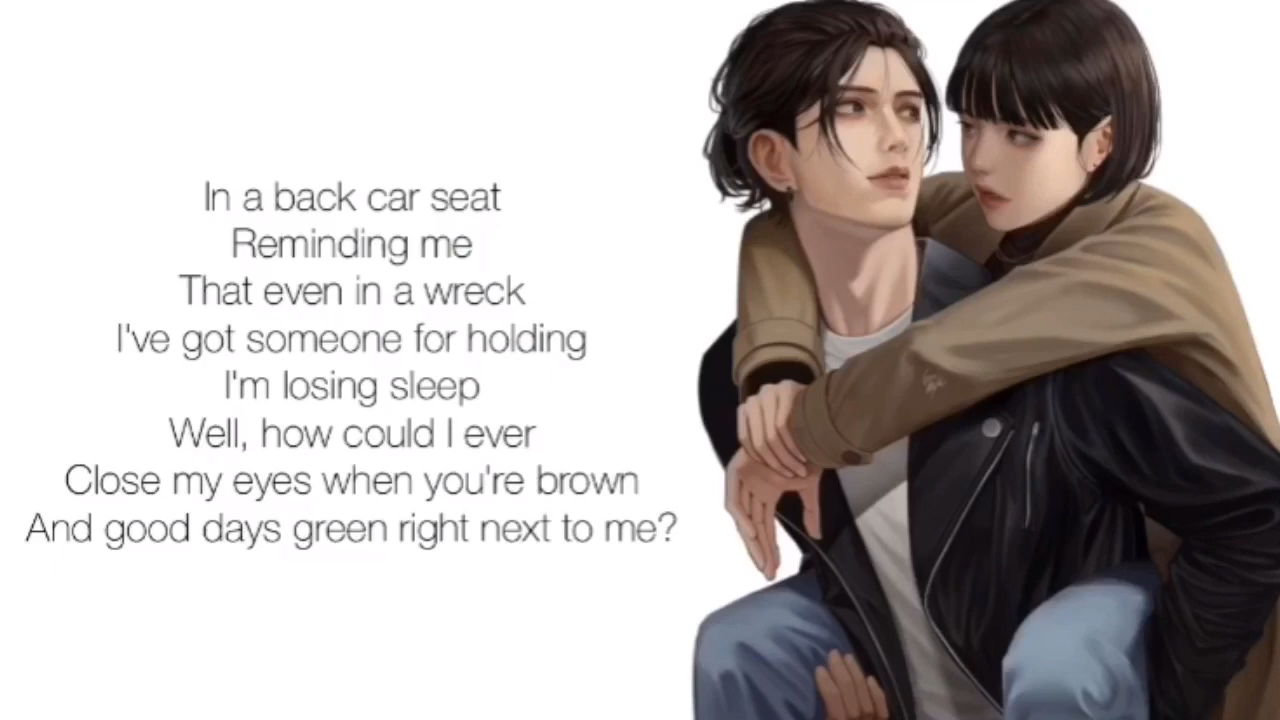 In a back car seat
Reminding me
That even in a wreck
I've got someone for holding
I'm losing sleep
Well, how could I ever
Close my eyes when you're brown
And good days green right next to me?